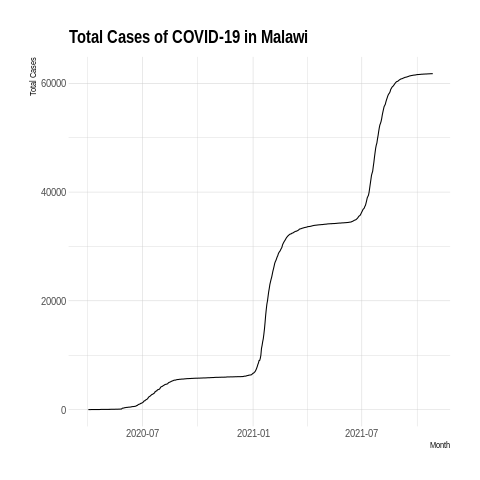 Total Cases of COVID-19 in Malawi
Total Cases
60000
40000
20000
0
2020-07
2021-01
2021-07
Month